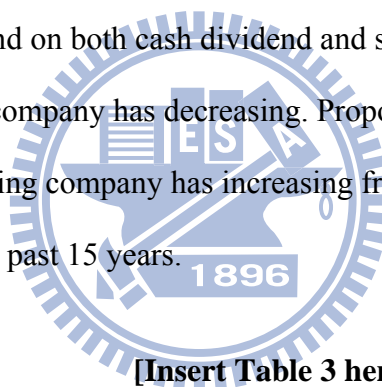 nd on both cash dividend and s
company has decreasing. Propo
ing company has increasing fr
past 15 years.
E S A
1896
[Insert Table 3 her